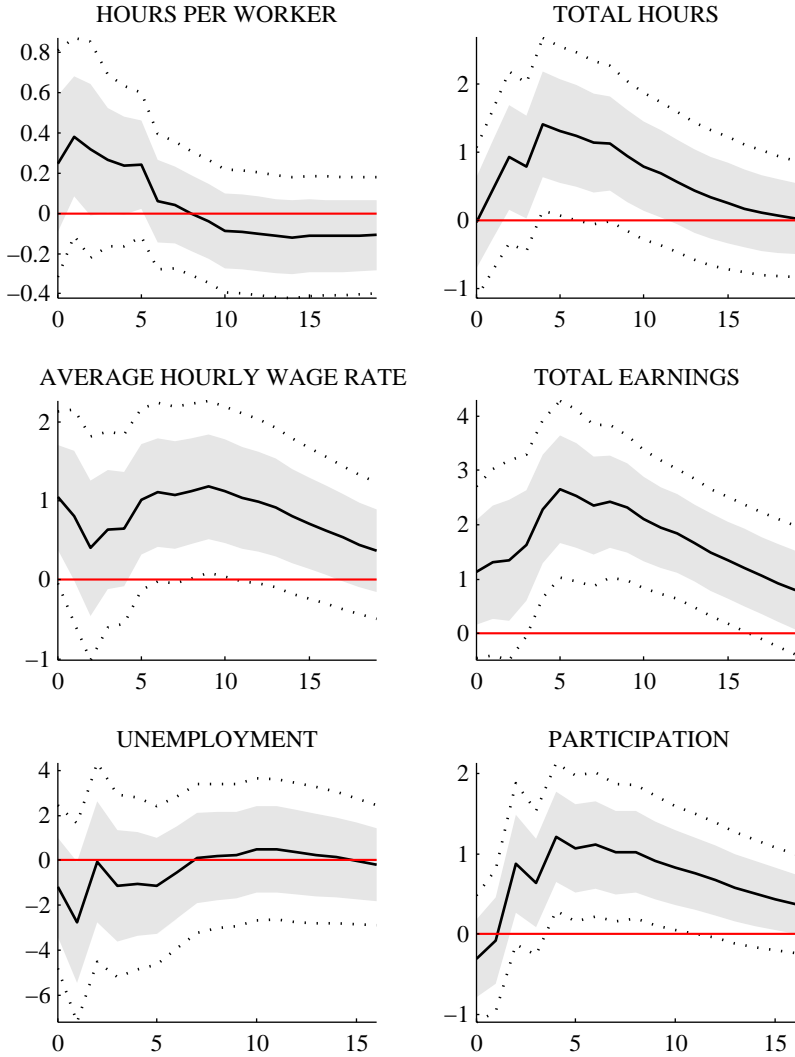 HOURS PER WORKER
0.8
0.6
0.4
0.2
0
−0.2
−0.4
0 5 10 15
TOTAL HOURS
2
1
0
−1
0 5 10 15
AVERAGE HOURLY WAGE RATE
2
1
0
−1
0 5 10 15
TOTAL EARNINGS
4
3
2
1
0
0 5 10 15
UNEMPLOYMENT
4
2
0
−2
−4
−6
0 5 10 15
PARTICIPATION
2
1
0
−1
0 5 10 15